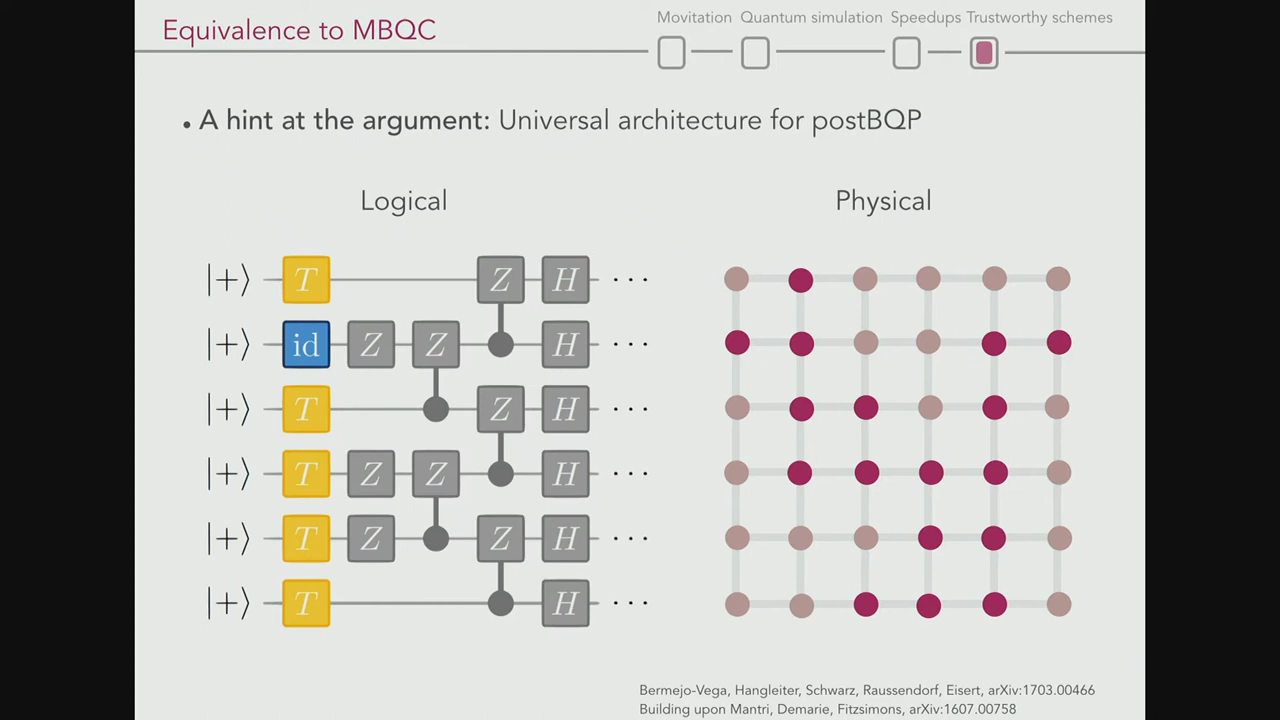 Equivalence to MBQC
Movitation Quantum simulation Speedups Trustworthy schemes
• A hint at the argument: Universal architecture for postBQP
Logical Physical
|+⟩ T Z H ···
|+⟩ id Z Z H ···
|+⟩ T Z H ···
|+⟩ T Z Z H ···
|+⟩ T Z Z H ···
|+⟩ T H ···
Bermejo-Vega, Hangleiter, Schwarz, Raussendorf, Eisert, arXiv:1703.00466
Building upon Mantri, Demarie, Fitzsimons, arXiv:1607.00758